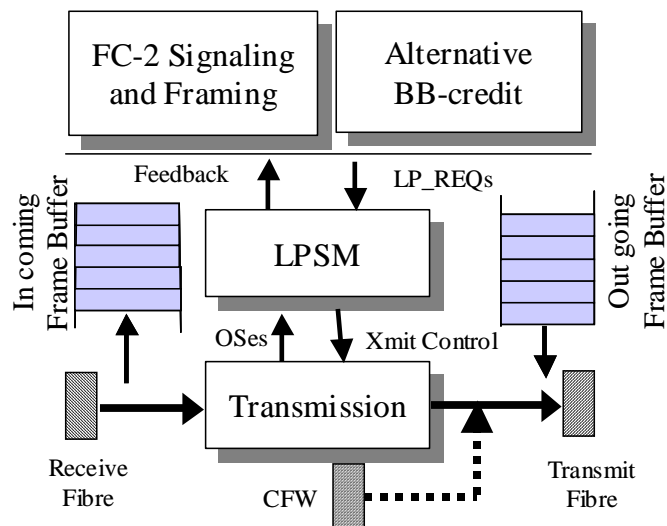 FC-2 Signaling
and Framing
Alternative
BB-credit
Feedback
LP_REQs
In coming
Frame Buffer
LPSM
Out going
Frame Buffer
OSes
Xmit Control
Transmission
Receive
Fibre
CFW
Transmit
Fibre